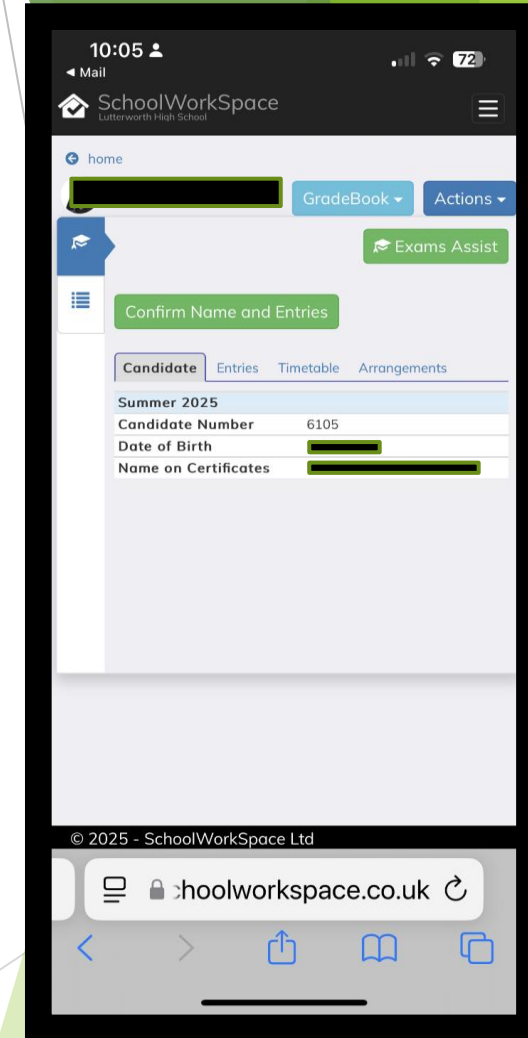 10:05
72
◄ Mail
SchoolWorkSpace
Lutterworth High School
home
GradeBook
Actions
Exams Assist
Confirm Name and Entries
Candidate Entries Timetable Arrangements
Summer 2025
Candidate Number 6105
Date of Birth
Name on Certificates
© 2025 - SchoolWorkSpace Ltd
hoolworkspace.co.uk